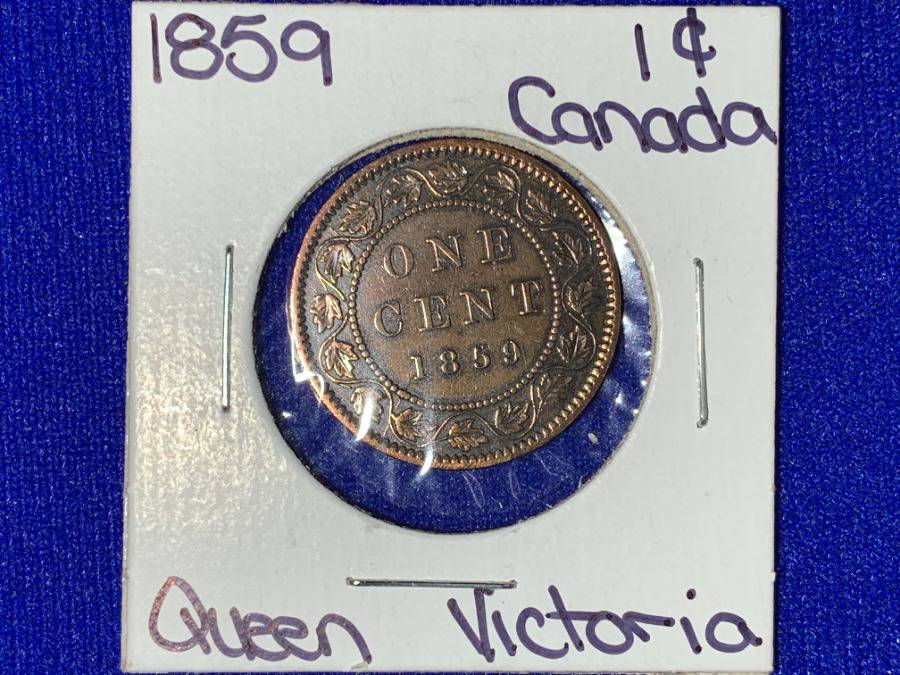 1859 1¢
Canada
ONE
CENT
1859
Queen Victoria